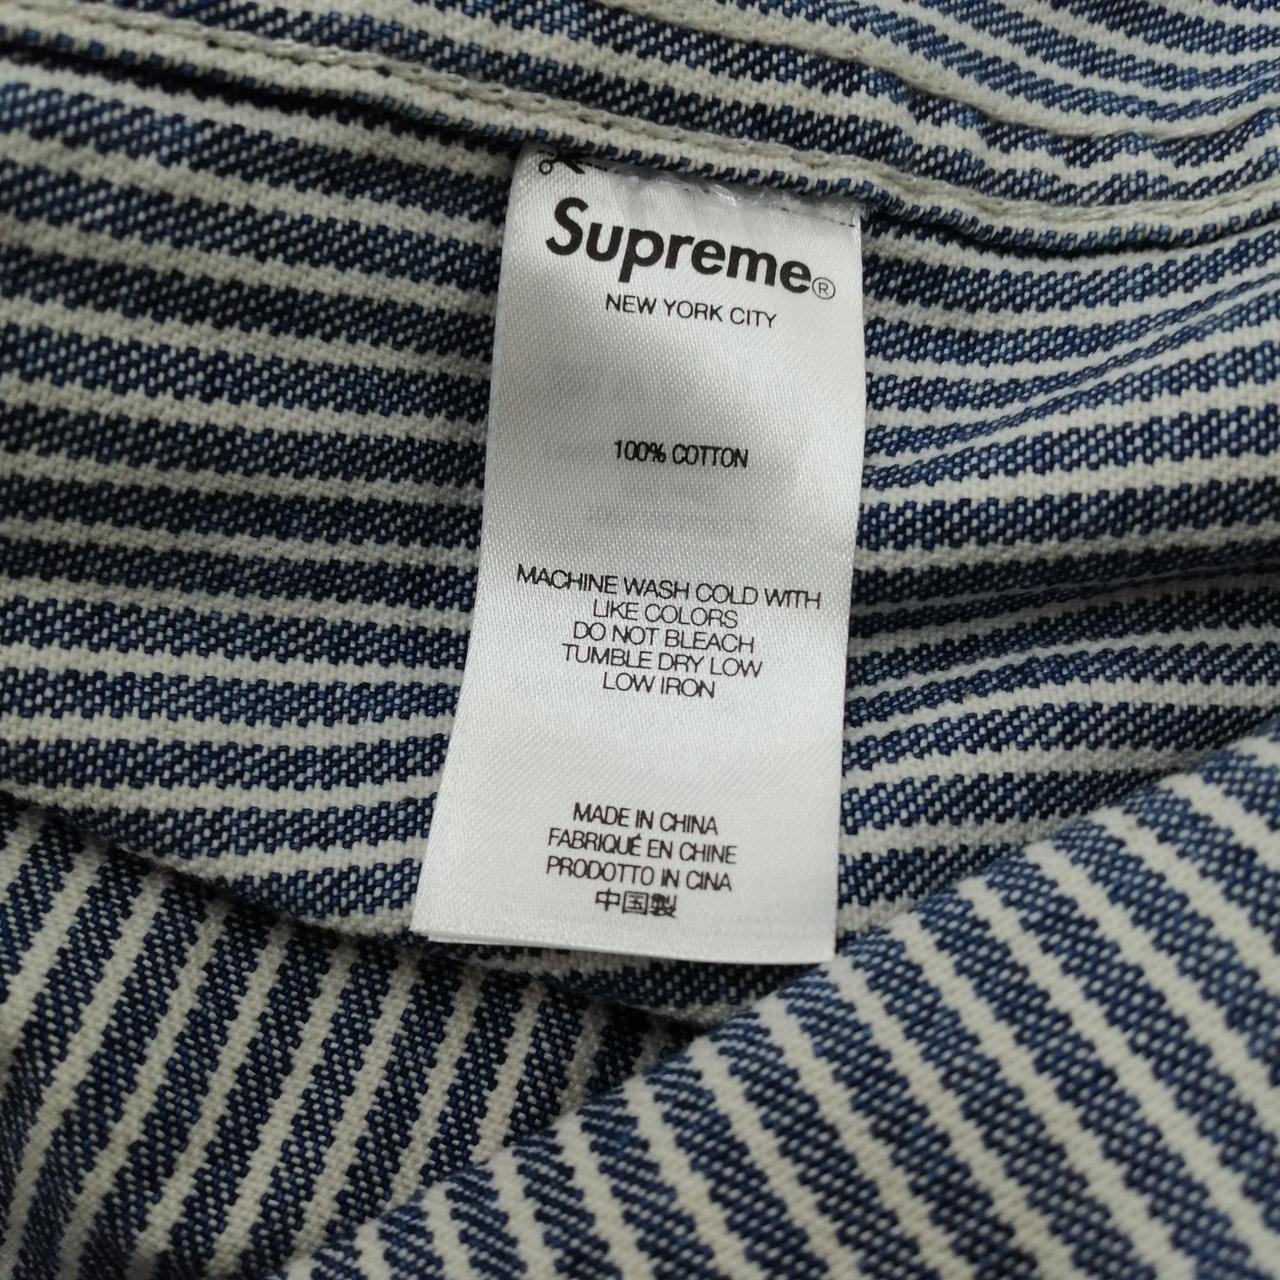 Supreme®
NEW YORK CITY
100% COTTON
MACHINE WASH COLD WITH
LIKE COLORS
DO NOT BLEACH
TUMBLE DRY LOW
LOW IRON
MADE IN CHINA
FABRIQUÉ EN CHINE
PRODOTTO IN CINA
中国製